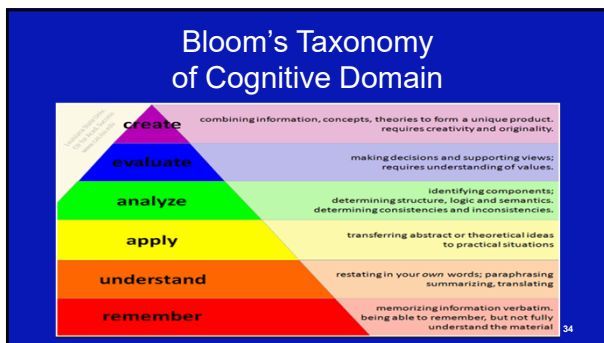 Bloom's Taxonomy
of Cognitive Domain
create
combining information, concepts, theories to form a unique product.
requires creativity and originality.
evaluate
making decisions and supporting views;
requires understanding of values.
analyze
identifying components;
determining structure, logic and semantics.
determining consistencies and inconsistencies.
apply
transferring abstract or theoretical ideas
to practical situations
understand
restating in your own words; paraphrasing
summarizing, translating
remember
memorizing information verbatim.
being able to remember, but not fully
understand the material
34